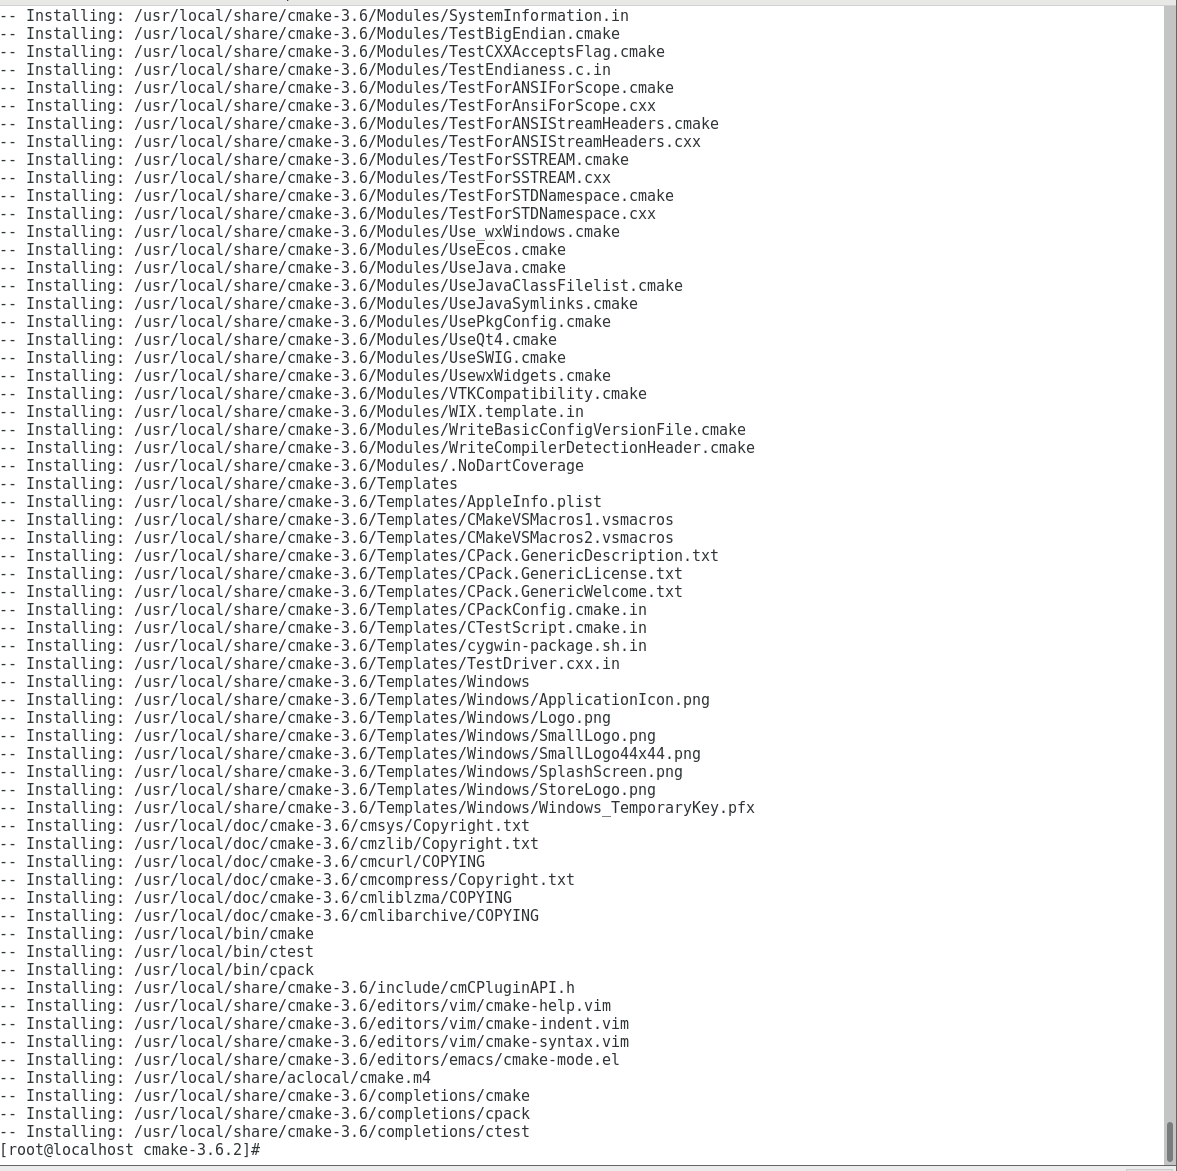 -- Installing: /usr/local/share/cmake-3.6/Modules/SystemInformation.in
-- Installing: /usr/local/share/cmake-3.6/Modules/TestBigEndian.cmake
-- Installing: /usr/local/share/cmake-3.6/Modules/TestCXXAcceptsFlag.cmake
-- Installing: /usr/local/share/cmake-3.6/Modules/TestEndianess.c.in
-- Installing: /usr/local/share/cmake-3.6/Modules/TestForANSIForScope.cmake
-- Installing: /usr/local/share/cmake-3.6/Modules/TestForAnsiForScope.cxx
-- Installing: /usr/local/share/cmake-3.6/Modules/TestForANSIStreamHeaders.cmake
-- Installing: /usr/local/share/cmake-3.6/Modules/TestForANSIStreamHeaders.cxx
-- Installing: /usr/local/share/cmake-3.6/Modules/TestForSSTREAM.cmake
-- Installing: /usr/local/share/cmake-3.6/Modules/TestForSSTREAM.cxx
-- Installing: /usr/local/share/cmake-3.6/Modules/TestForSTDNamespace.cmake
-- Installing: /usr/local/share/cmake-3.6/Modules/TestForSTDNamespace.cxx
-- Installing: /usr/local/share/cmake-3.6/Modules/Use_wxWindows.cmake
-- Installing: /usr/local/share/cmake-3.6/Modules/UseEcos.cmake
-- Installing: /usr/local/share/cmake-3.6/Modules/UseJava.cmake
-- Installing: /usr/local/share/cmake-3.6/Modules/UseJavaClassFilelist.cmake
-- Installing: /usr/local/share/cmake-3.6/Modules/UseJavaSymlinks.cmake
-- Installing: /usr/local/share/cmake-3.6/Modules/UsePkgConfig.cmake
-- Installing: /usr/local/share/cmake-3.6/Modules/UseQt4.cmake
-- Installing: /usr/local/share/cmake-3.6/Modules/UseSWIG.cmake
-- Installing: /usr/local/share/cmake-3.6/Modules/UsewxWidgets.cmake
-- Installing: /usr/local/share/cmake-3.6/Modules/VTKCompatibility.cmake
-- Installing: /usr/local/share/cmake-3.6/Modules/WIX.template.in
-- Installing: /usr/local/share/cmake-3.6/Modules/WriteBasicConfigVersionFile.cmake
-- Installing: /usr/local/share/cmake-3.6/Modules/WriteCompilerDetectionHeader.cmake
-- Installing: /usr/local/share/cmake-3.6/Modules/.NoDartCoverage
-- Installing: /usr/local/share/cmake-3.6/Templates
-- Installing: /usr/local/share/cmake-3.6/Templates/AppleInfo.plist
-- Installing: /usr/local/share/cmake-3.6/Templates/CMakeVSMacros1.vsmacros
-- Installing: /usr/local/share/cmake-3.6/Templates/CMakeVSMacros2.vsmacros
-- Installing: /usr/local/share/cmake-3.6/Templates/CPack.GenericDescription.txt
-- Installing: /usr/local/share/cmake-3.6/Templates/CPack.GenericLicense.txt
-- Installing: /usr/local/share/cmake-3.6/Templates/CPack.GenericWelcome.txt
-- Installing: /usr/local/share/cmake-3.6/Templates/CPackConfig.cmake.in
-- Installing: /usr/local/share/cmake-3.6/Templates/CTestScript.cmake.in
-- Installing: /usr/local/share/cmake-3.6/Templates/cygwin-package.sh.in
-- Installing: /usr/local/share/cmake-3.6/Templates/TestDriver.cxx.in
-- Installing: /usr/local/share/cmake-3.6/Templates/Windows
-- Installing: /usr/local/share/cmake-3.6/Templates/Windows/ApplicationIcon.png
-- Installing: /usr/local/share/cmake-3.6/Templates/Windows/Logo.png
-- Installing: /usr/local/share/cmake-3.6/Templates/Windows/SmallLogo.png
-- Installing: /usr/local/share/cmake-3.6/Templates/Windows/SmallLogo44x44.png
-- Installing: /usr/local/share/cmake-3.6/Templates/Windows/SplashScreen.png
-- Installing: /usr/local/share/cmake-3.6/Templates/Windows/StoreLogo.png
-- Installing: /usr/local/share/cmake-3.6/Templates/Windows/Windows_TemporaryKey.pfx
-- Installing: /usr/local/doc/cmake-3.6/cmsys/Copyright.txt
-- Installing: /usr/local/doc/cmake-3.6/cmzlib/Copyright.txt
-- Installing: /usr/local/doc/cmake-3.6/cmcurl/COPYING
-- Installing: /usr/local/doc/cmake-3.6/cmcompress/Copyright.txt
-- Installing: /usr/local/doc/cmake-3.6/cmliblzma/COPYING
-- Installing: /usr/local/doc/cmake-3.6/cmlibarchive/COPYING
-- Installing: /usr/local/bin/cmake
-- Installing: /usr/local/bin/ctest
-- Installing: /usr/local/bin/cpack
-- Installing: /usr/local/share/cmake-3.6/include/cmCPluginAPI.h
-- Installing: /usr/local/share/cmake-3.6/editors/vim/cmake-help.vim
-- Installing: /usr/local/share/cmake-3.6/editors/vim/cmake-indent.vim
-- Installing: /usr/local/share/cmake-3.6/editors/vim/cmake-syntax.vim
-- Installing: /usr/local/share/cmake-3.6/editors/emacs/cmake-mode.el
-- Installing: /usr/local/share/aclocal/cmake.m4
-- Installing: /usr/local/share/cmake-3.6/completions/cmake
-- Installing: /usr/local/share/cmake-3.6/completions/cpack
-- Installing: /usr/local/share/cmake-3.6/completions/ctest
[root@localhost cmake-3.6.2]#